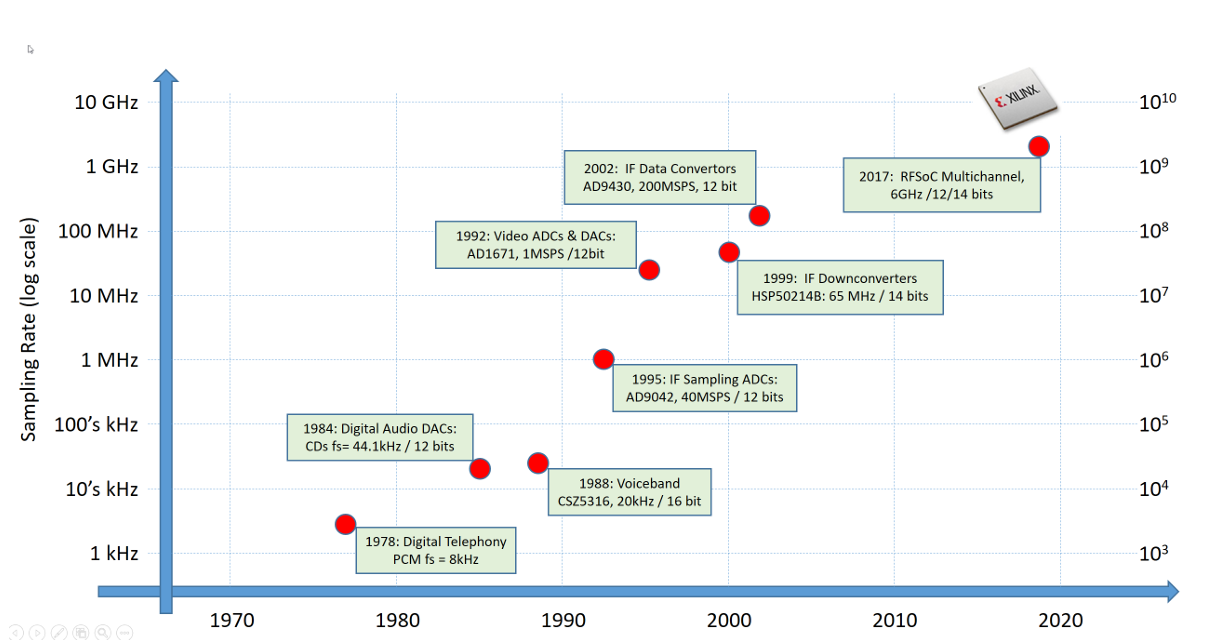 10 GHz
1 GHz
100 MHz
10 MHz
1 MHz
100's kHz
10's kHz
1 kHz
Sampling Rate (log scale)
XILINX
2017: RFSoC Multichannel,
6GHz /12/14 bits
2002: IF Data Convertors
AD9430, 200MSPS, 12 bit
1992: Video ADCs & DACs:
AD1671, 1MSPS /12bit
1999: IF Downconverters
HSP50214B: 65 MHz / 14 bits
1995: IF Sampling ADCs:
AD9042, 40MSPS / 12 bits
1984: Digital Audio DACs:
CDs fs= 44.1kHz / 12 bits
1988: Voiceband
CSZ5316, 20kHz / 16 bit
1978: Digital Telephony
PCM fs = 8kHz
10¹⁰
10⁹
10⁸
10⁷
10⁶
10⁵
10⁴
10³
1970 1980 1990 2000 2010 2020